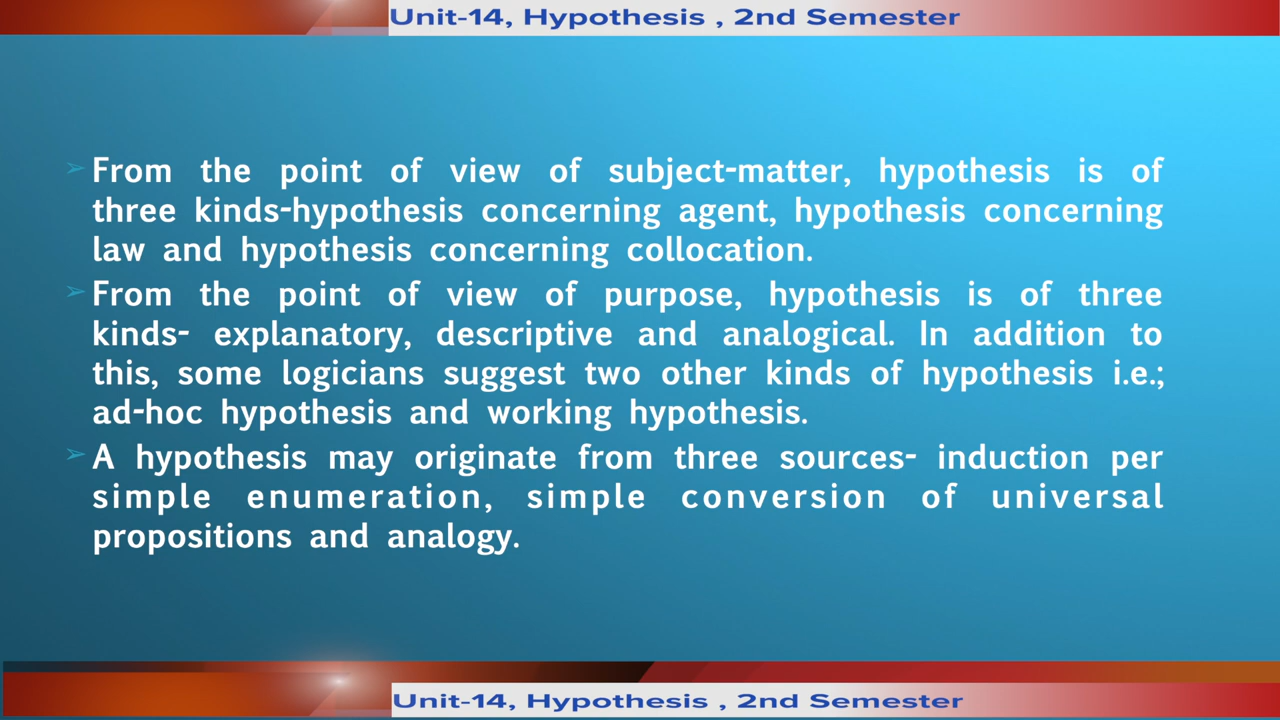 Unit-14, Hypothesis , 2nd Semester
➢ From the point of view of subject-matter, hypothesis is of
three kinds-hypothesis concerning agent, hypothesis concerning
law and hypothesis concerning collocation.
➢ From the point of view of purpose, hypothesis is of three
kinds- explanatory, descriptive and analogical. In addition to
this, some logicians suggest two other kinds of hypothesis i.e.;
ad-hoc hypothesis and working hypothesis.
➢ A hypothesis may originate from three sources- induction per
simple enumeration, simple conversion of universal
propositions and analogy.
Unit-14, Hypothesis , 2nd Semester